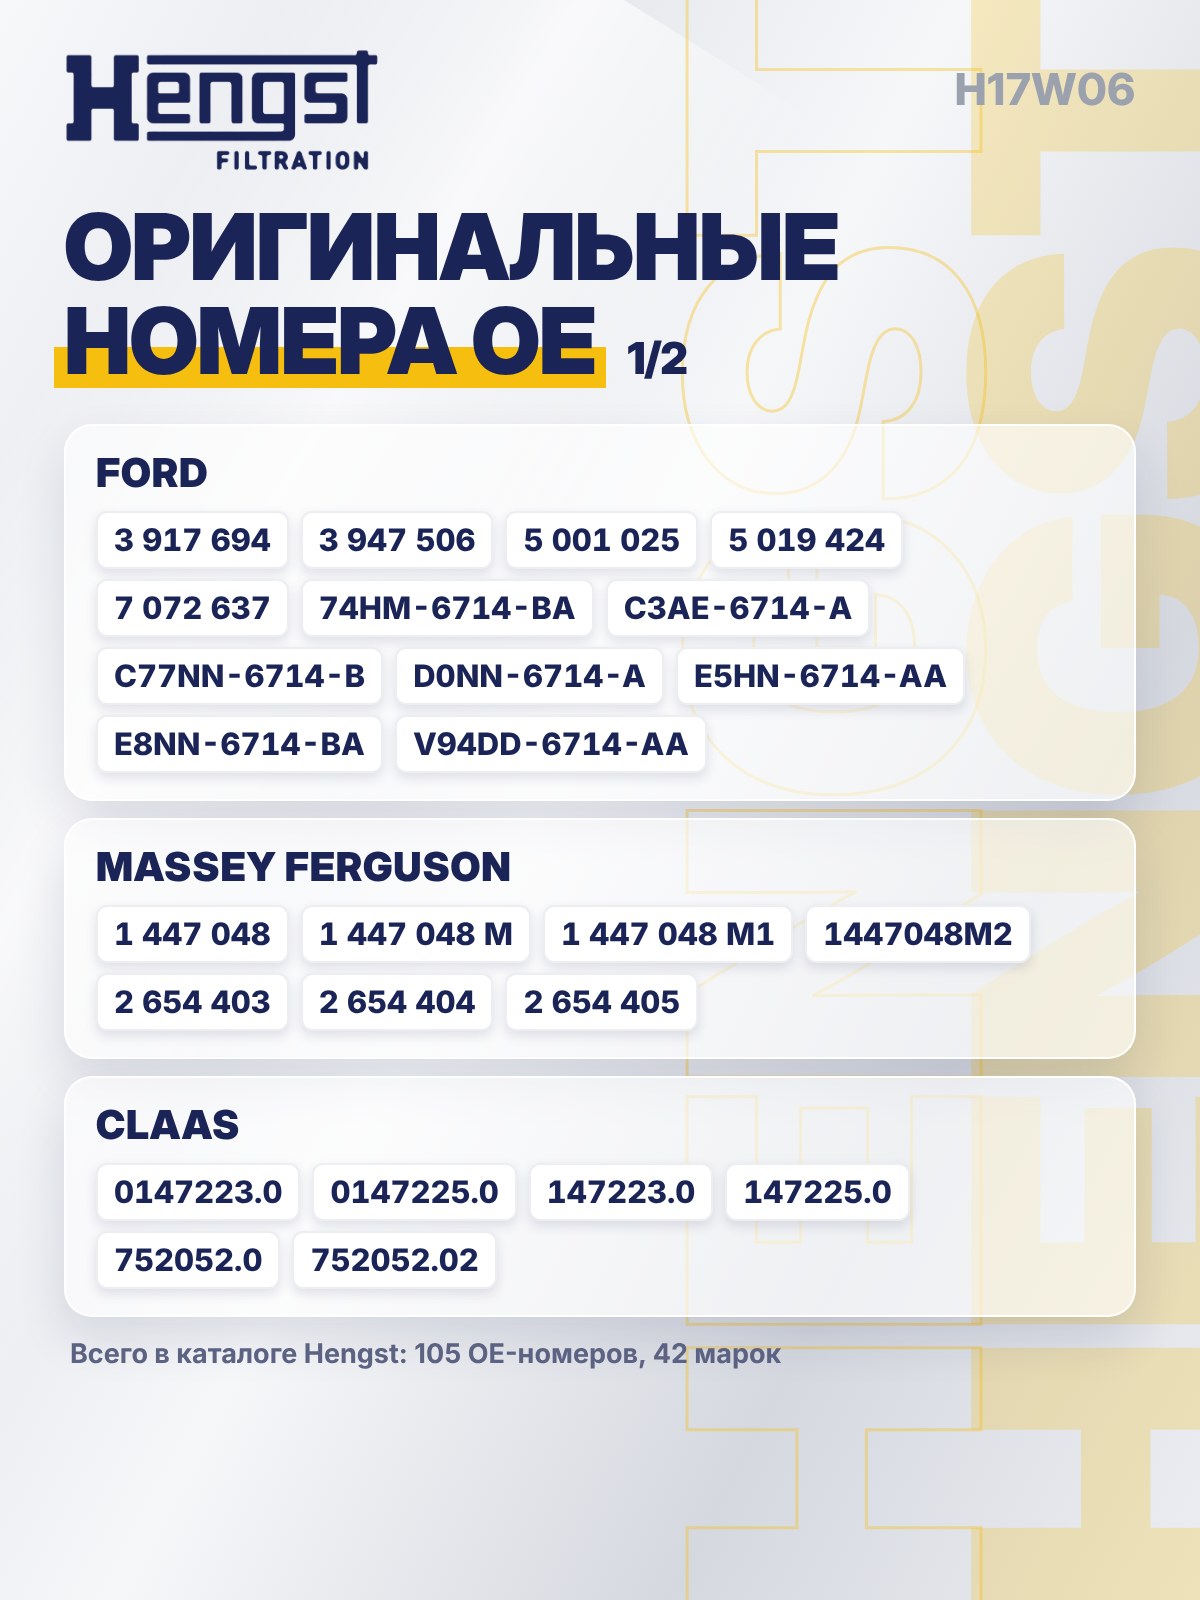 Hengst
FILTRATION
H17W06
ОРИГИНАЛЬНЫЕ
НОМЕРА OE 1/2
FORD
3 917 694 3 947 506 5 001 025 5 019 424
7 072 637 74HM-6714-BA C3AE-6714-A
C77NN-6714-B D0NN-6714-A E5HN-6714-AA
E8NN-6714-BA V94DD-6714-AA
MASSEY FERGUSON
1 447 048 1 447 048 M 1 447 048 M1 1447048M2
2 654 403 2 654 404 2 654 405
CLAAS
0147223.0 0147225.0 147223.0 147225.0
752052.0 752052.02
Всего в каталоге Hengst: 105 OE-номеров, 42 марок
HENGST
HENGST